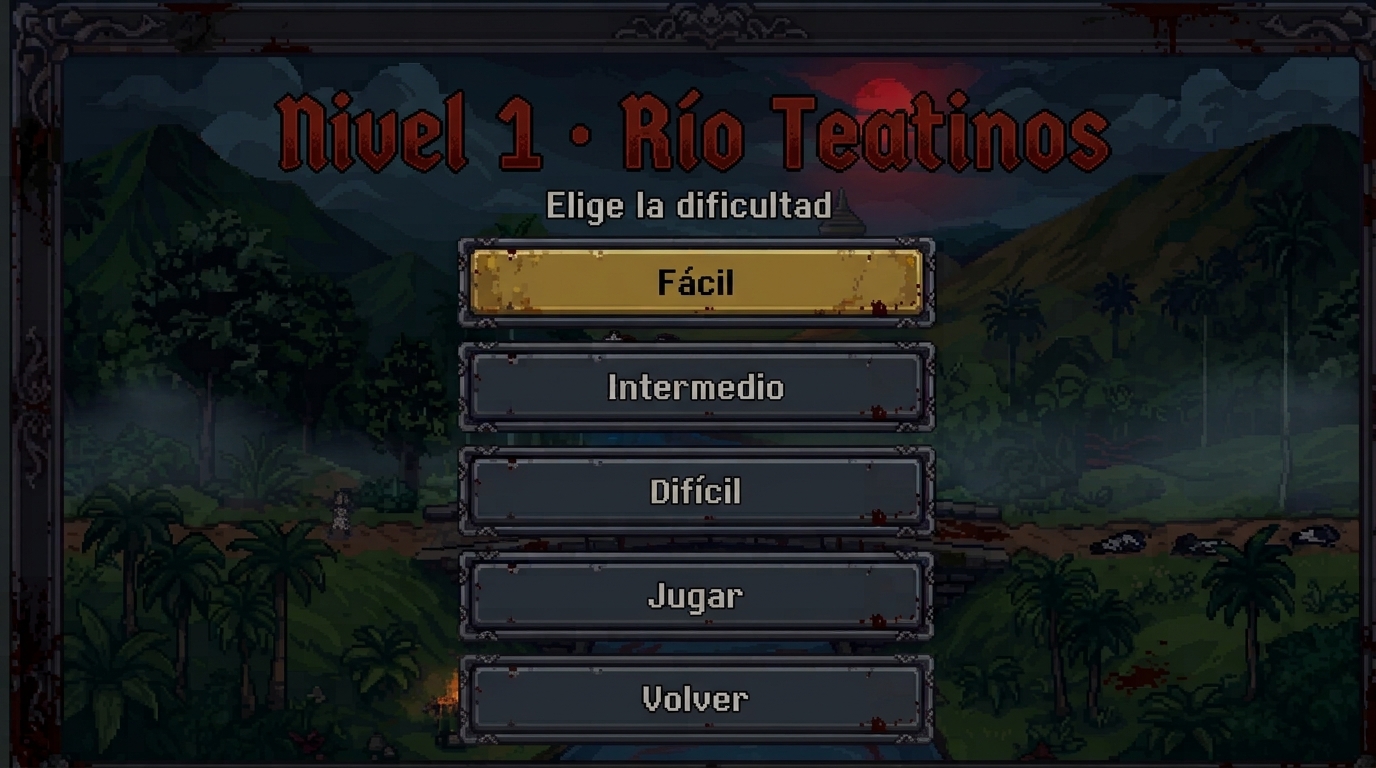 Nivel 1 · Río Teatinos
Elige la dificultad
Fácil
Intermedio
Difícil
Jugar
Volver